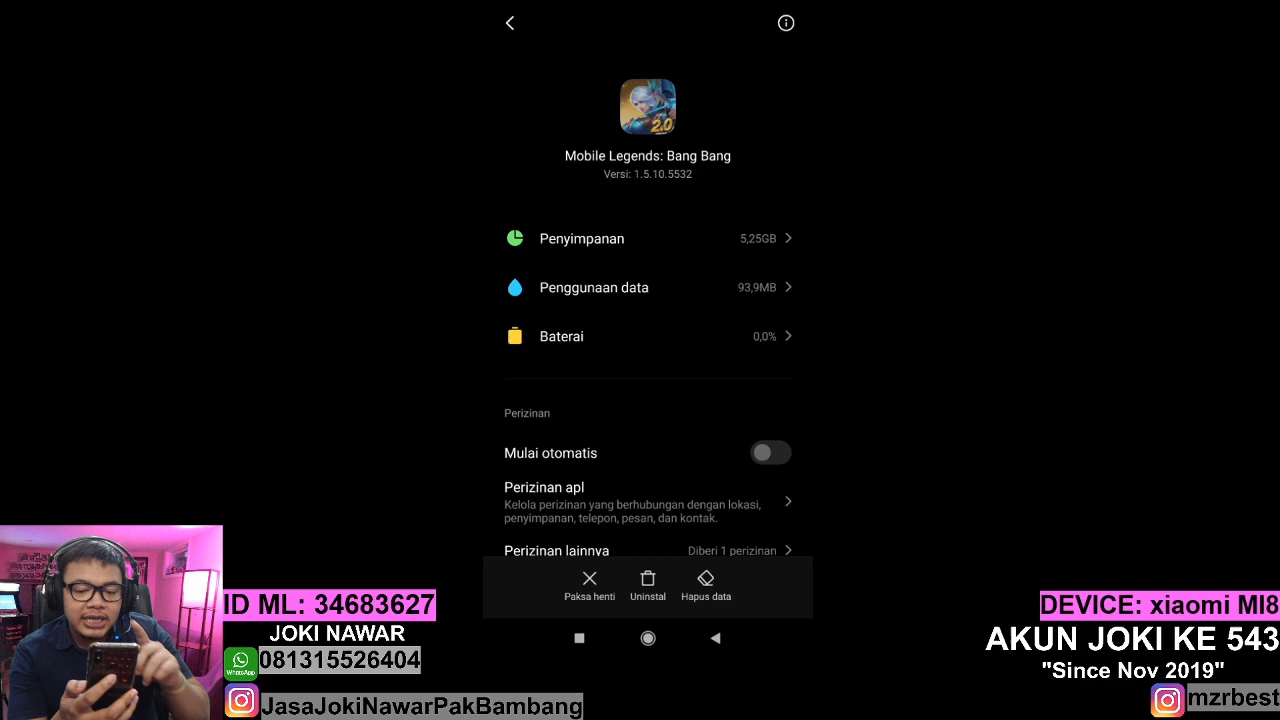 2.0
Mobile Legends: Bang Bang
Versi: 1.5.10.5532
Penyimpanan 5,25GB
Penggunaan data 93,9MB
Baterai 0,0%
Perizinan
Mulai otomatis
Perizinan apl
Kelola perizinan yang berhubungan dengan lokasi,
penyimpanan, telepon, pesan, dan kontak.
Perizinan lainnya Diberi 1 perizinan
Paksa henti Uninstal Hapus data
ID ML: 34683627
JOKI NAWAR
WhatsApp 081315526404
JasaJokiNawarPakBambang
DEVICE: xiaomi MI8
AKUN JOKI KE 543
"Since Nov 2019"
mzrbest